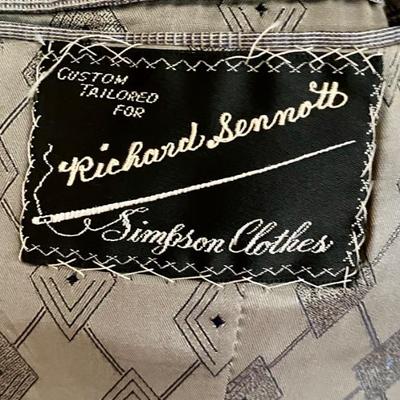 CUSTOM
TAILORED
FOR
Richard Sennott
Simpson Clothes